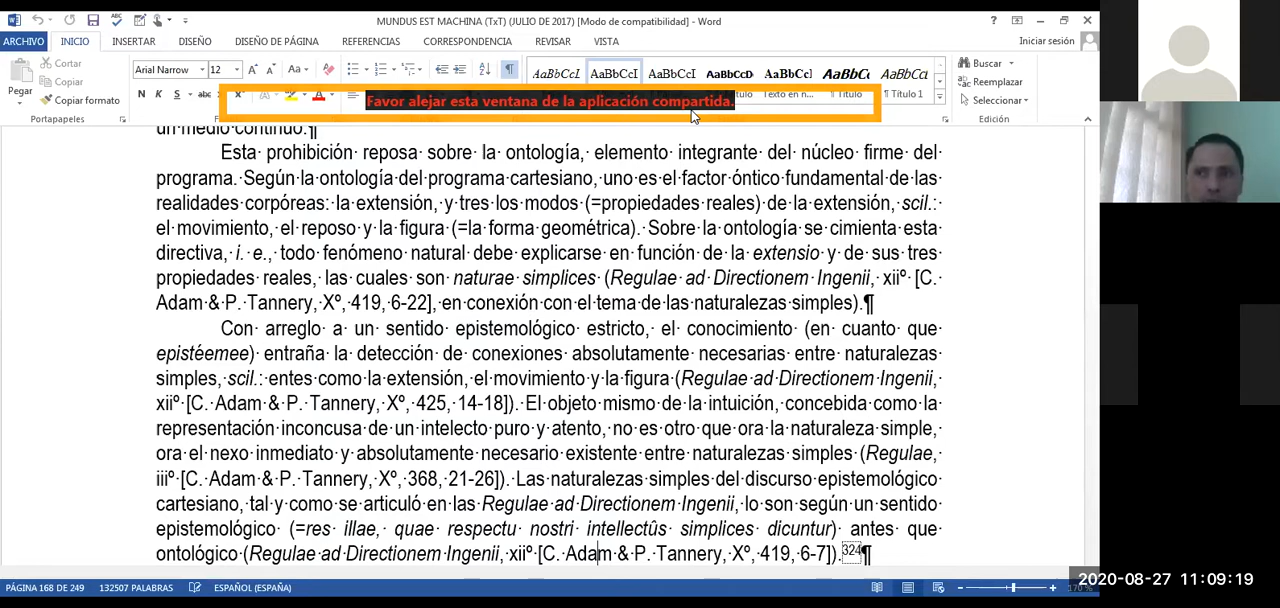 MUNDUS EST MACHINA (TxT) (JULIO DE 2017) [Modo de compatibilidad] - Word
ARCHIVO INICIO INSERTAR DISEÑO DISEÑO DE PÁGINA REFERENCIAS CORRESPONDENCIA REVISAR VISTA Iniciar sesión
Pegar
Cortar
Copiar
Copiar formato
Portapapeles
Arial Narrow 12
N K S abc
AaBbCcI AaBbCcI AaBbCcI AaBbCcD AaBbCc] AaBbC AaBbCc
Texto en n... ¶ Título ¶ Título 1
Buscar
Reemplazar
Seleccionar
Edición
Favor alejar esta ventana de la aplicación compartida.
un medio continuo.¶
Esta prohibición reposa sobre la ontología, elemento integrante del núcleo firme del
programa. Según la ontología del programa cartesiano, uno es el factor óntico fundamental de las
realidades corpóreas: la extensión, y tres los modos (=propiedades reales) de la extensión, scil.:
el movimiento, el reposo y la figura (=la forma geométrica). Sobre la ontología se cimienta esta
directiva, i. e., todo fenómeno natural debe explicarse en función de la extensio y de sus tres
propiedades reales, las cuales son naturae simplices (Regulae ad Directionem Ingenii, xiiº [C.
Adam & P. Tannery, Xº, 419, 6-22], en conexión con el tema de las naturalezas simples).¶
Con arreglo a un sentido epistemológico estricto, el conocimiento (en cuanto que
epistéemee) entraña la detección de conexiones absolutamente necesarias entre naturalezas
simples, scil.: entes como la extensión, el movimiento y la figura (Regulae ad Directionem Ingenii,
xiiº [C. Adam & P. Tannery, Xº, 425, 14-18]). El objeto mismo de la intuición, concebida como la
representación inconcusa de un intelecto puro y atento, no es otro que ora la naturaleza simple,
ora el nexo inmediato y absolutamente necesario existente entre naturalezas simples (Regulae,
iiiº [C. Adam & P. Tannery, Xº, 368, 21-26]). Las naturalezas simples del discurso epistemológico
cartesiano, tal y como se articuló en las Regulae ad Directionem Ingenii, lo son según un sentido
epistemológico (=res illae, quae respectu nostri intellectûs simplices dicuntur) antes que
ontológico (Regulae ad Directionem Ingenii, xiiº [C. Adam & P. Tannery, Xº, 419, 6-7]).324¶
PÁGINA 168 DE 249 132507 PALABRAS ESPAÑOL (ESPAÑA) 170 %
2020-08-27 11:09:19